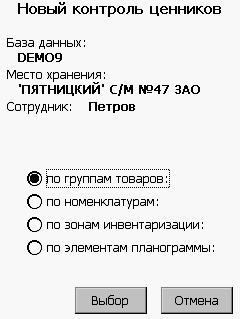 Новый контроль ценников
База данных:
DEMO9
Место хранения:
'ПЯТНИЦКИЙ' С/М №47 ЗАО
Сотрудник: Петров
по группам товаров:
по номенклатурам:
по зонам инвентаризации:
по элементам планограммы:
Выбор Отмена